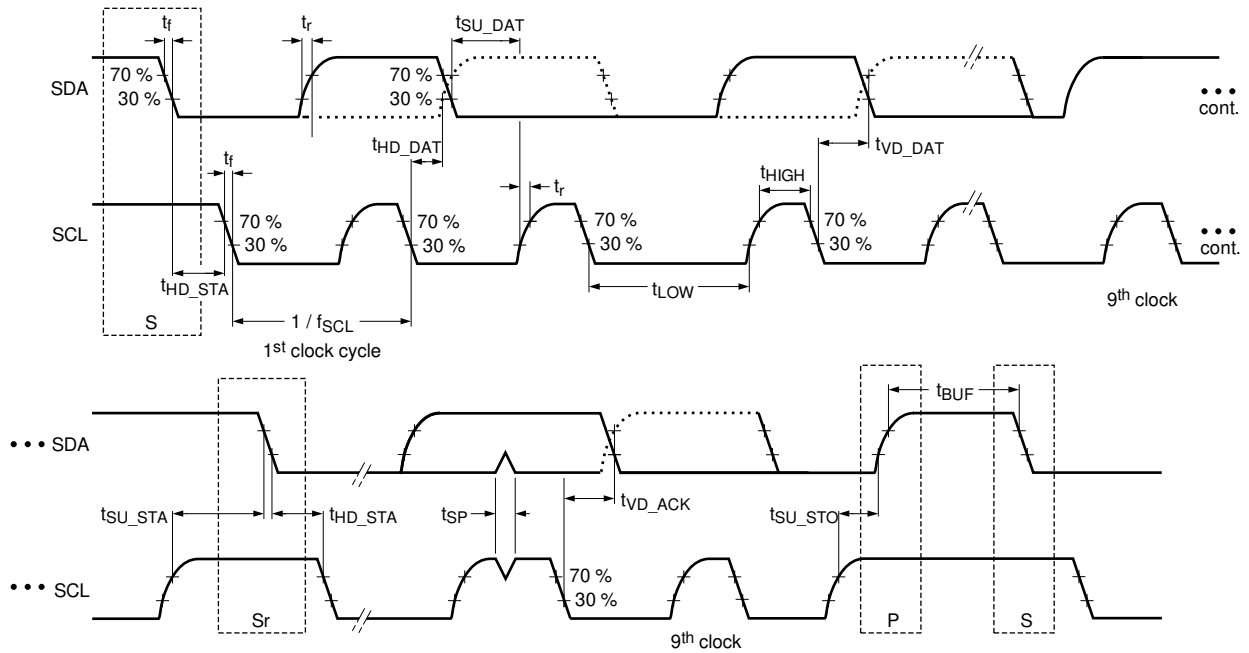 tf tr tSU_DAT
70 % 70 %
SDA 30 % 30 % ••• cont.
tHD_DAT tVD_DAT
tf tr tHIGH
70 % 70 % 70 % 70 %
SCL 30 % 30 % 30 % 30 % ••• cont.
tHD_STA tLOW 9th clock
S 1 / fSCL
1st clock cycle
tBUF
••• SDA
tSU_STA tHD_STA tSP tVD_ACK tSU_STO
70 %
••• SCL 30 %
Sr 9th clock P S